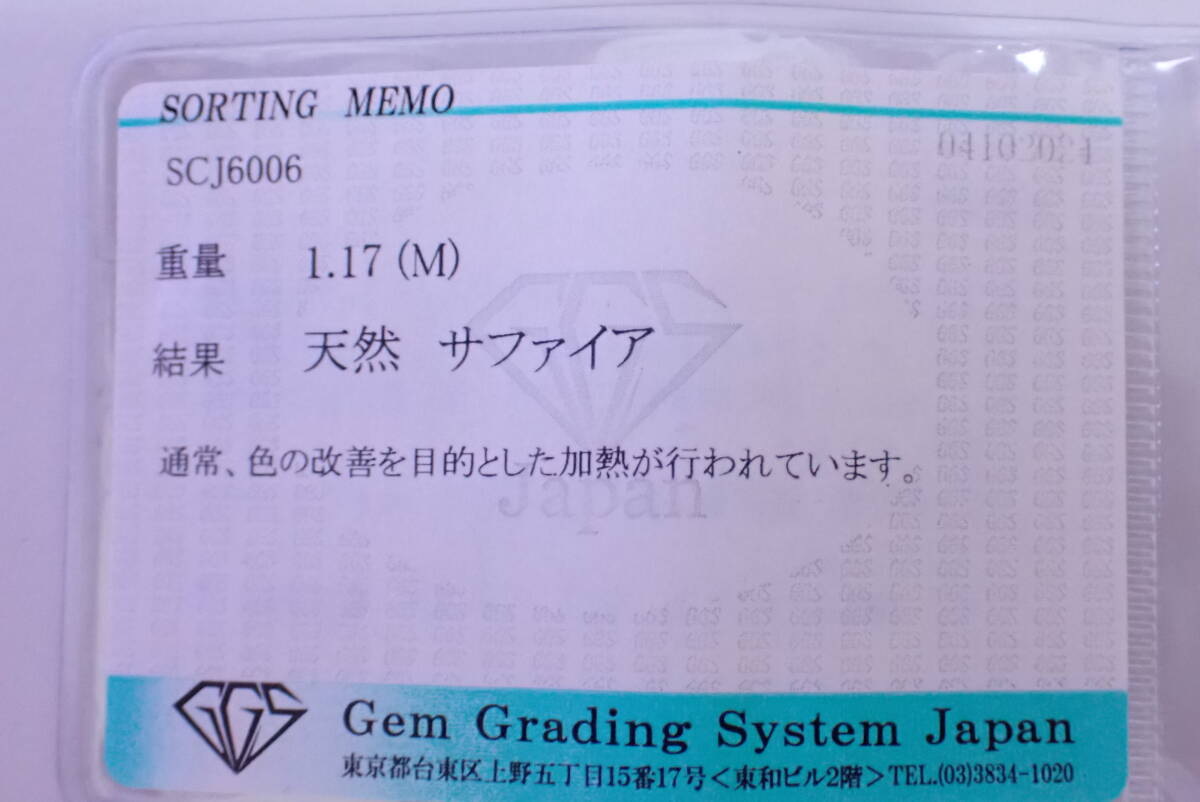 SORTING MEMO
SCJ6006
04102024
重量 1.17 (M)
結果 天然 サファイア
通常、色の改善を目的とした加熱が行われています。
GGS
Japan
GGS
Gem Grading System Japan
東京都台東区上野五丁目15番17号＜東和ビル2階＞TEL.(03)3834-1020